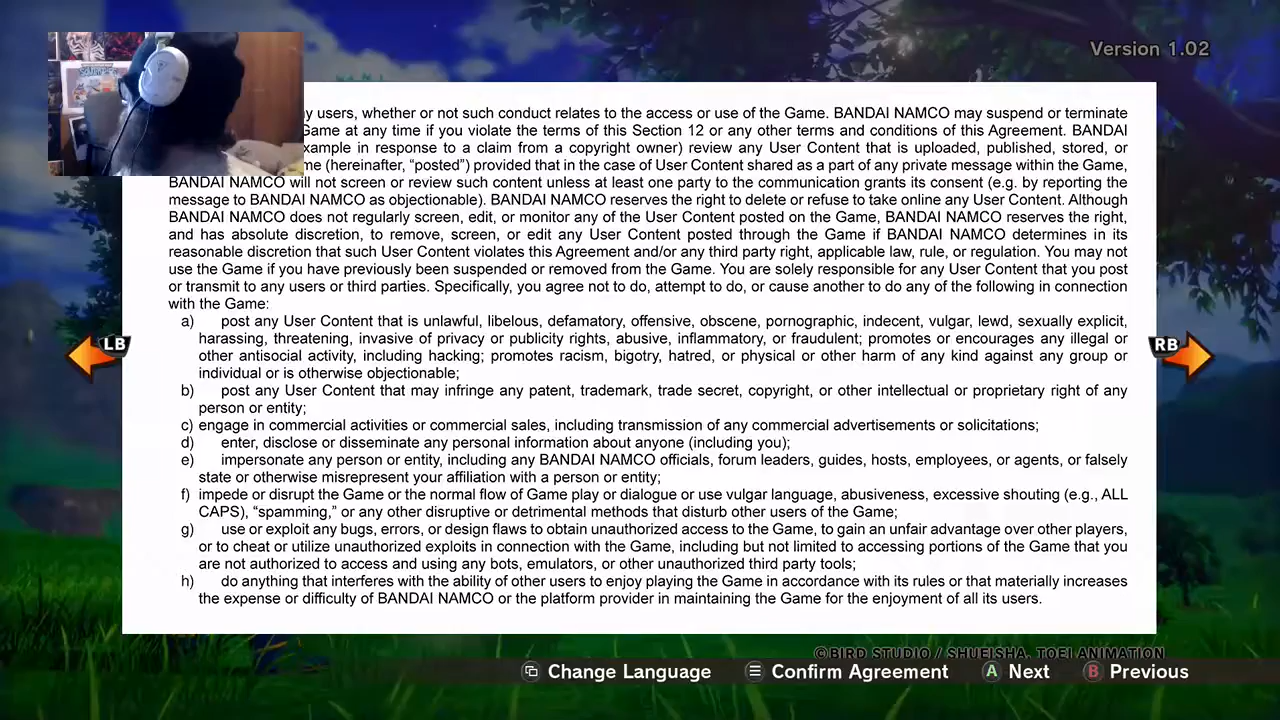 Version 1.02
y users, whether or not such conduct relates to the access or use of the Game. BANDAI NAMCO may suspend or terminate
Game at any time if you violate the terms of this Section 12 or any other terms and conditions of this Agreement. BANDAI
xample in response to a claim from a copyright owner) review any User Content that is uploaded, published, stored, or
me (hereinafter, “posted”) provided that in the case of User Content shared as a part of any private message within the Game,
BANDAI NAMCO will not screen or review such content unless at least one party to the communication grants its consent (e.g. by reporting the
message to BANDAI NAMCO as objectionable). BANDAI NAMCO reserves the right to delete or refuse to take online any User Content. Although
BANDAI NAMCO does not regularly screen, edit, or monitor any of the User Content posted on the Game, BANDAI NAMCO reserves the right,
and has absolute discretion, to remove, screen, or edit any User Content posted through the Game if BANDAI NAMCO determines in its
reasonable discretion that such User Content violates this Agreement and/or any third party right, applicable law, rule, or regulation. You may not
use the Game if you have previously been suspended or removed from the Game. You are solely responsible for any User Content that you post
or transmit to any users or third parties. Specifically, you agree not to do, attempt to do, or cause another to do any of the following in connection
with the Game:
a) post any User Content that is unlawful, libelous, defamatory, offensive, obscene, pornographic, indecent, vulgar, lewd, sexually explicit,
harassing, threatening, invasive of privacy or publicity rights, abusive, inflammatory, or fraudulent; promotes or encourages any illegal or
other antisocial activity, including hacking; promotes racism, bigotry, hatred, or physical or other harm of any kind against any group or
individual or is otherwise objectionable;
b) post any User Content that may infringe any patent, trademark, trade secret, copyright, or other intellectual or proprietary right of any
person or entity;
c) engage in commercial activities or commercial sales, including transmission of any commercial advertisements or solicitations;
d) enter, disclose or disseminate any personal information about anyone (including you);
e) impersonate any person or entity, including any BANDAI NAMCO officials, forum leaders, guides, hosts, employees, or agents, or falsely
state or otherwise misrepresent your affiliation with a person or entity;
f) impede or disrupt the Game or the normal flow of Game play or dialogue or use vulgar language, abusiveness, excessive shouting (e.g., ALL
CAPS), “spamming,” or any other disruptive or detrimental methods that disturb other users of the Game;
g) use or exploit any bugs, errors, or design flaws to obtain unauthorized access to the Game, to gain an unfair advantage over other players,
or to cheat or utilize unauthorized exploits in connection with the Game, including but not limited to accessing portions of the Game that you
are not authorized to access and using any bots, emulators, or other unauthorized third party tools;
h) do anything that interferes with the ability of other users to enjoy playing the Game in accordance with its rules or that materially increases
the expense or difficulty of BANDAI NAMCO or the platform provider in maintaining the Game for the enjoyment of all its users.
LB
RB
©BIRD STUDIO / SHUEISHA, TOEI ANIMATION
Change Language Confirm Agreement A Next B Previous